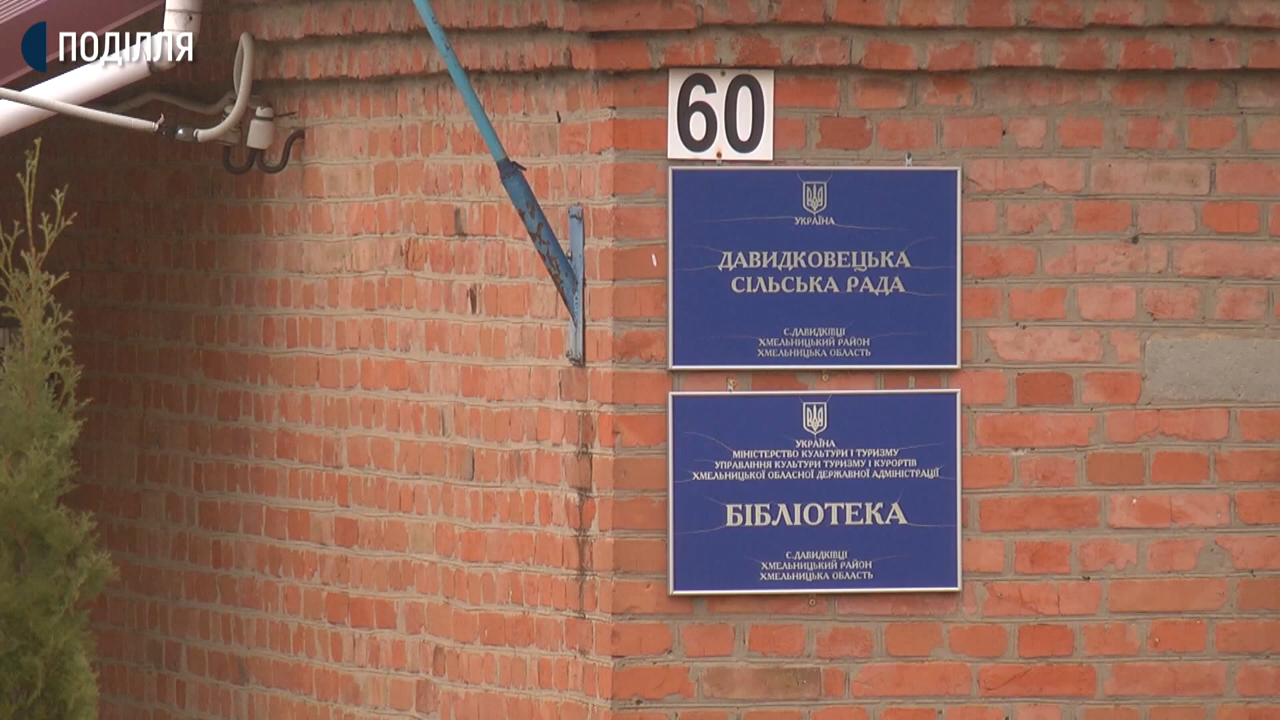 ПОДІЛЛЯ
60
УКРАЇНА
ДАВИДКОВЕЦЬКА
СІЛЬСЬКА РАДА
С.ДАВИДКІВЦІ
ХМЕЛЬНИЦЬКИЙ РАЙОН
ХМЕЛЬНИЦЬКА ОБЛАСТЬ
УКРАЇНА
МІНІСТЕРСТВО КУЛЬТУРИ І ТУРИЗМУ
УПРАВЛІННЯ КУЛЬТУРИ ТУРИЗМУ І КУРОРТІВ
ХМЕЛЬНИЦЬКОЇ ОБЛАСНОЇ ДЕРЖАВНОЇ АДМІНІСТРАЦІЇ
БІБЛІОТЕКА
С.ДАВИДКІВЦІ
ХМЕЛЬНИЦЬКИЙ РАЙОН
ХМЕЛЬНИЦЬКА ОБЛАСТЬ